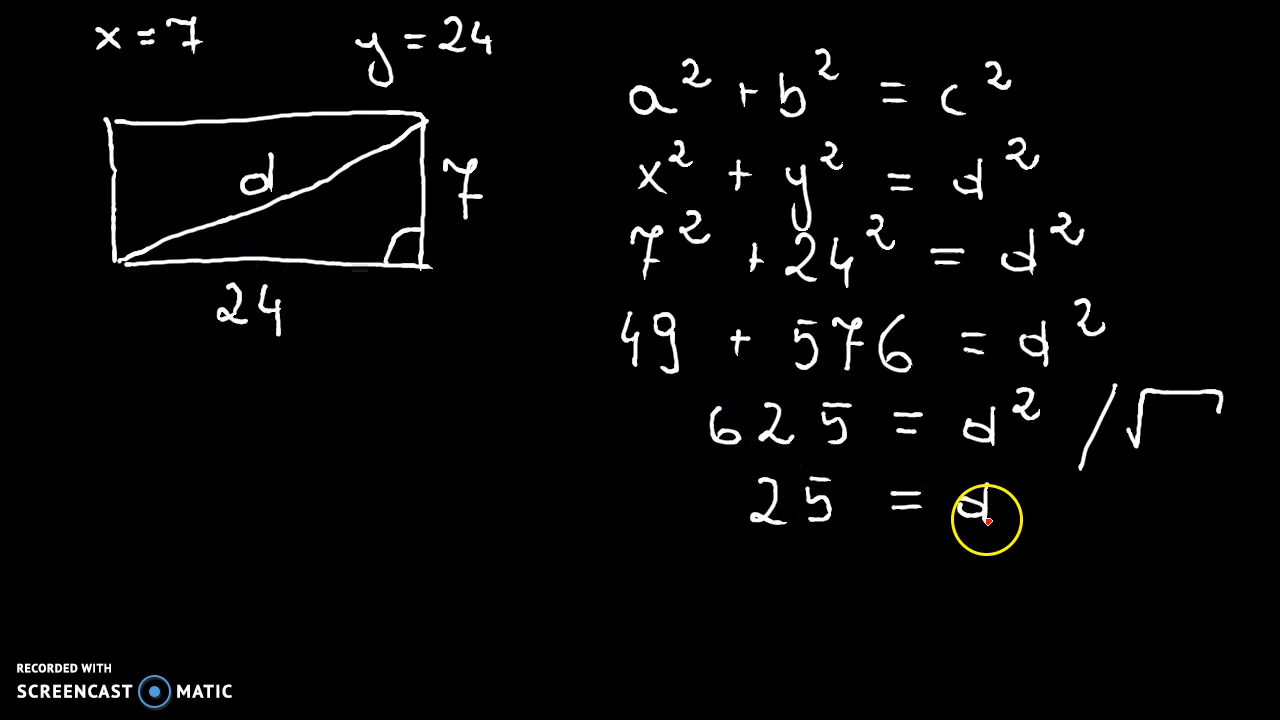 x = 7 y = 24
d
7
24
a² + b² = c²
x² + y² = d²
7² + 24² = d²
49 + 576 = d²
625 = d² /√
25 = d
RECORDED WITH
SCREENCAST MATIC